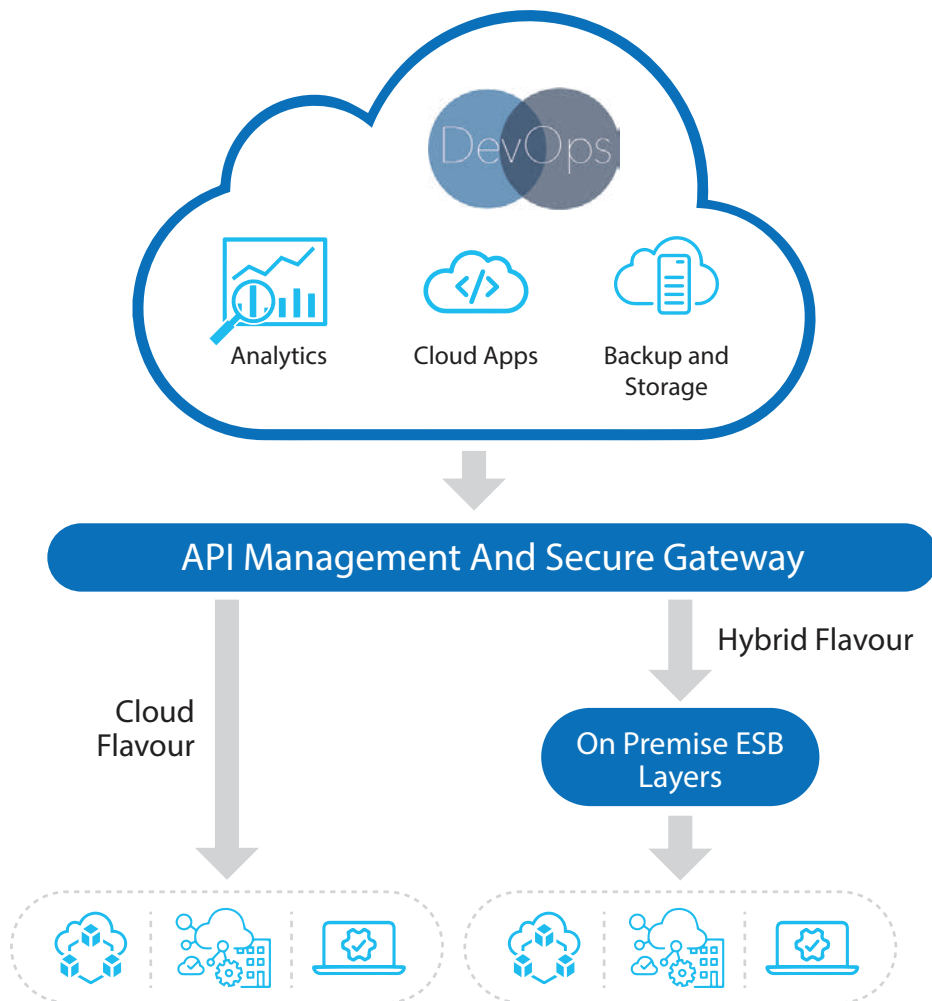 DevOps
Analytics
Cloud Apps
Backup and
Storage
API Management And Secure Gateway
Hybrid Flavour
Cloud
Flavour
On Premise ESB
Layers